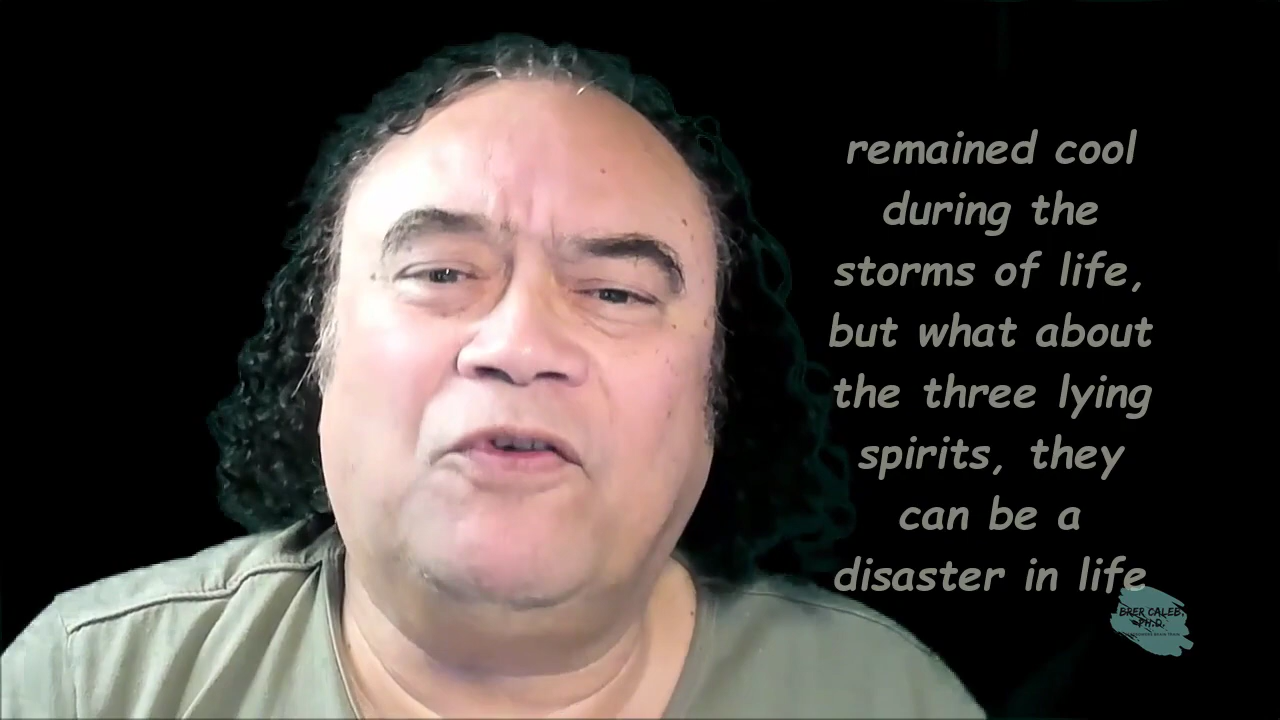 remained cool
during the
storms of life,
but what about
the three lying
spirits, they
can be a
disaster in life
BRER CALEB,
PH.D.